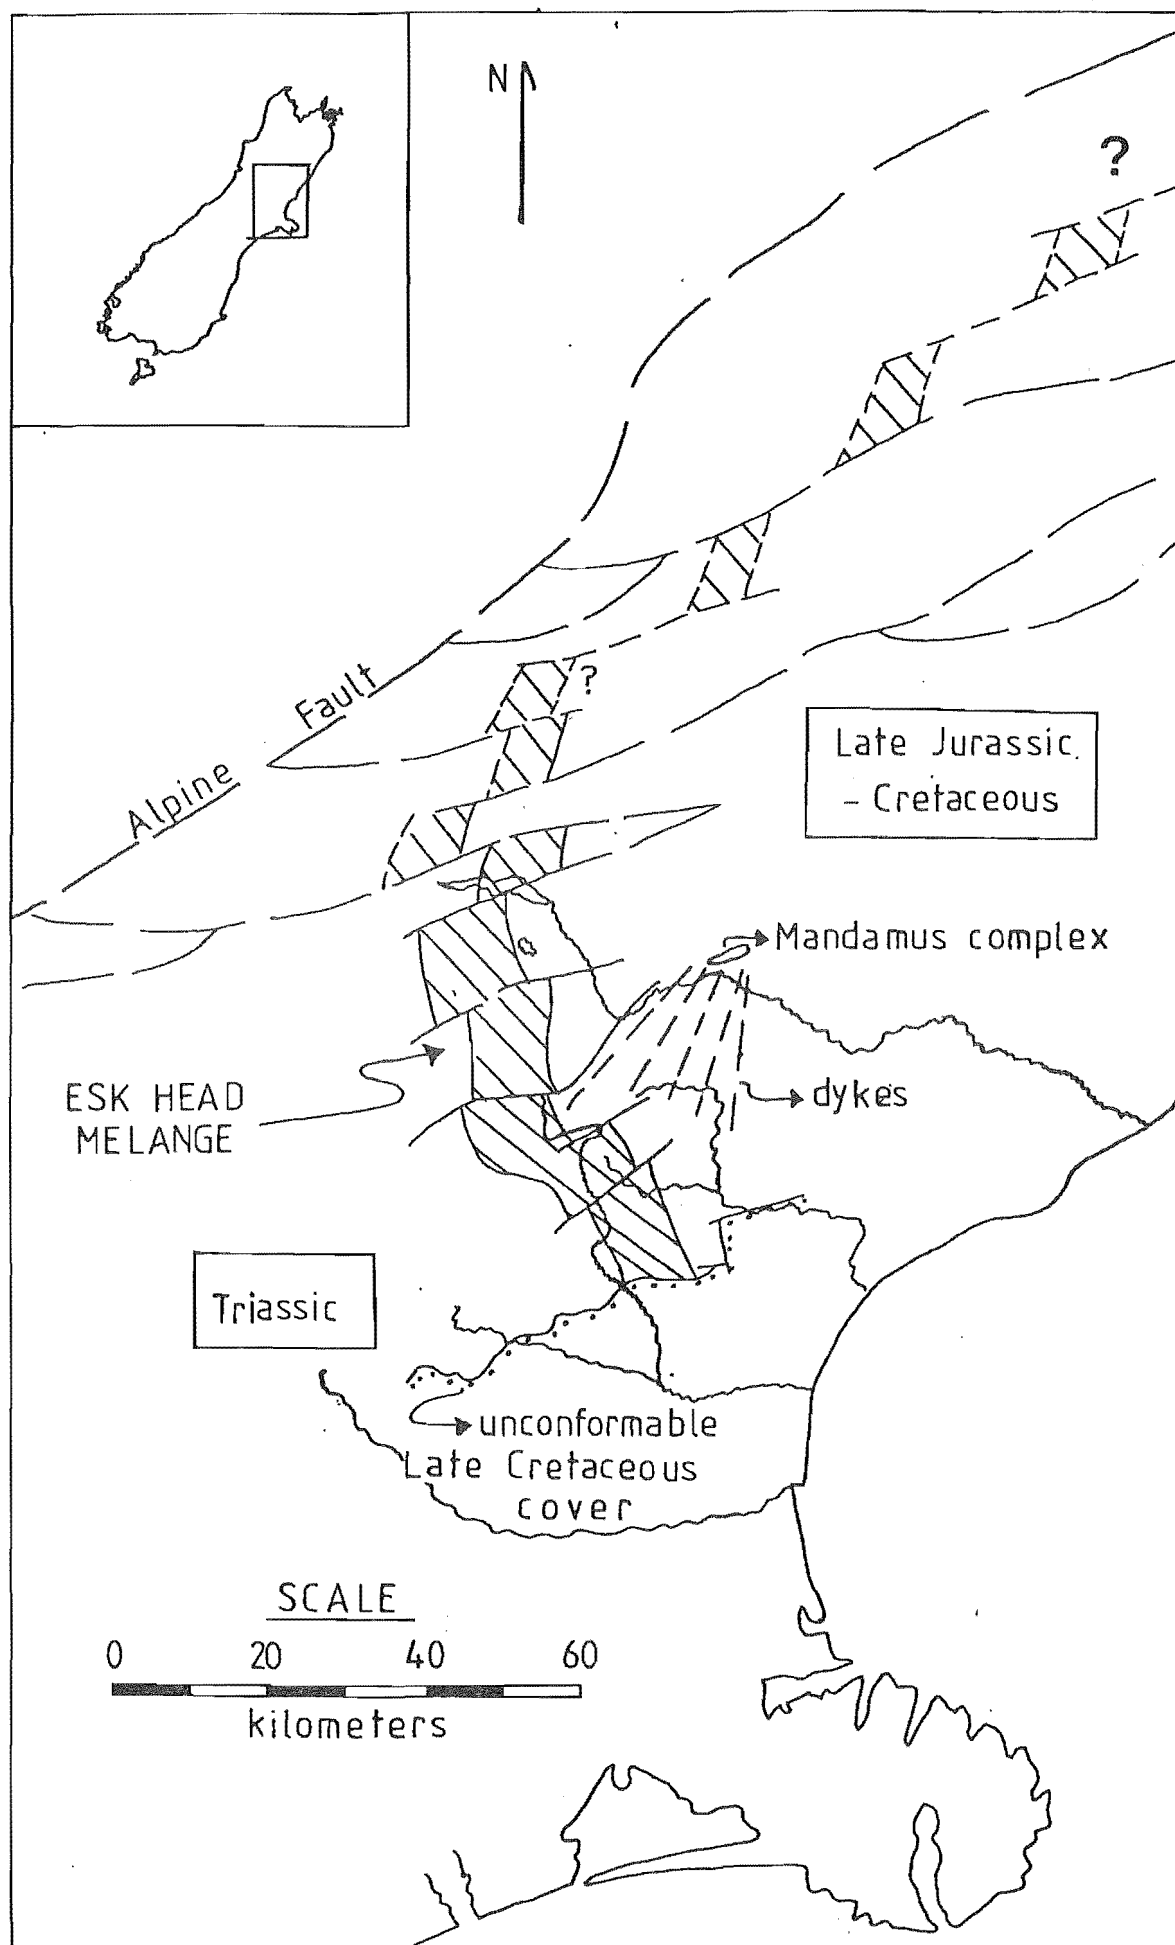 N
?
?
Fault
Alpine
Late Jurassic
- Cretaceous
Mandamus complex
ESK HEAD
MELANGE
dykes
Triassic
unconformable
Late Cretaceous
cover
SCALE
0 20 40 60
kilometers